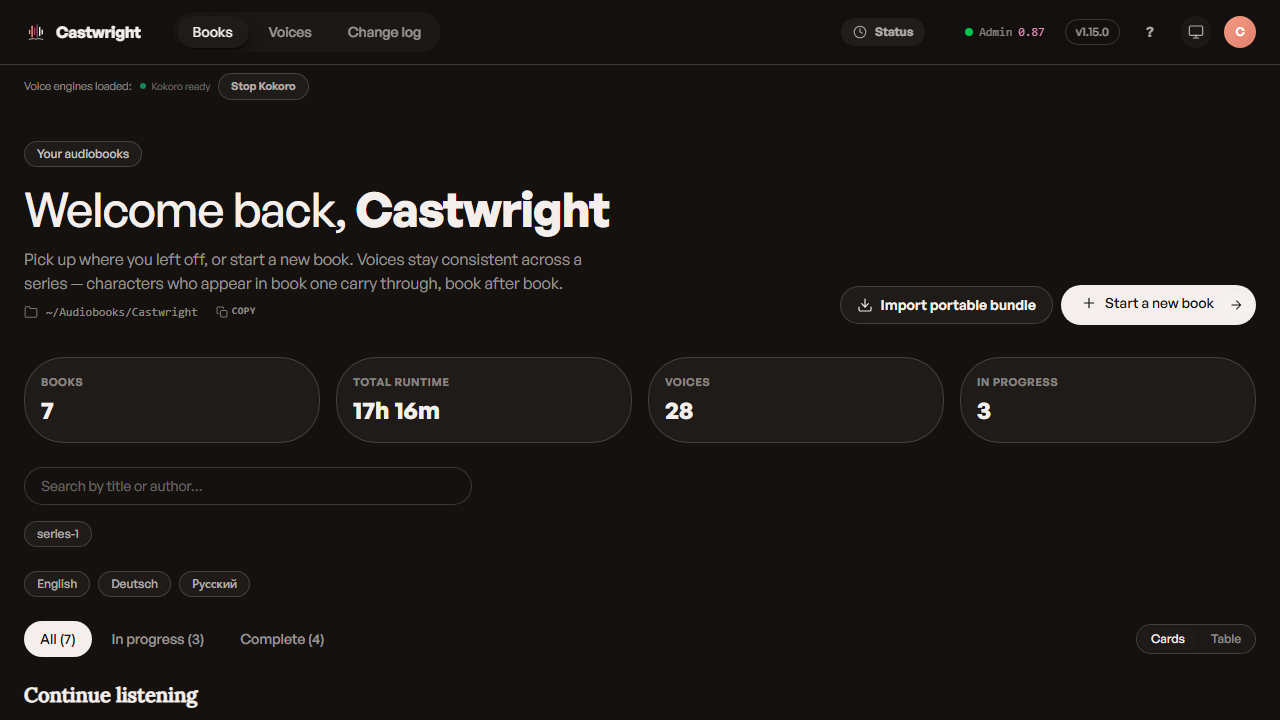 Castwright
Books
Voices
Change log
Status
Admin 0.87
v1.15.0
?
C
Voice engines loaded:
Kokoro ready
Stop Kokoro
Your audiobooks
Welcome back, Castwright
Pick up where you left off, or start a new book. Voices stay consistent across a
series — characters who appear in book one carry through, book after book.
~/Audiobooks/Castwright
COPY
Import portable bundle
Start a new book
BOOKS
7
TOTAL RUNTIME
17h 16m
VOICES
28
IN PROGRESS
3
Search by title or author...
series-1
English
Deutsch
Русский
All (7)
In progress (3)
Complete (4)
Cards
Table
Continue listening